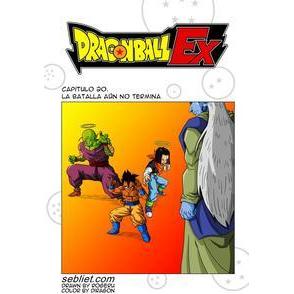 DRAGONBALL EX
CAPITULO 20.
LA BATALLA AÚN NO TERMINA
sebliet.com
DRAWN BY ROBERU
COLOR BY DRAGON